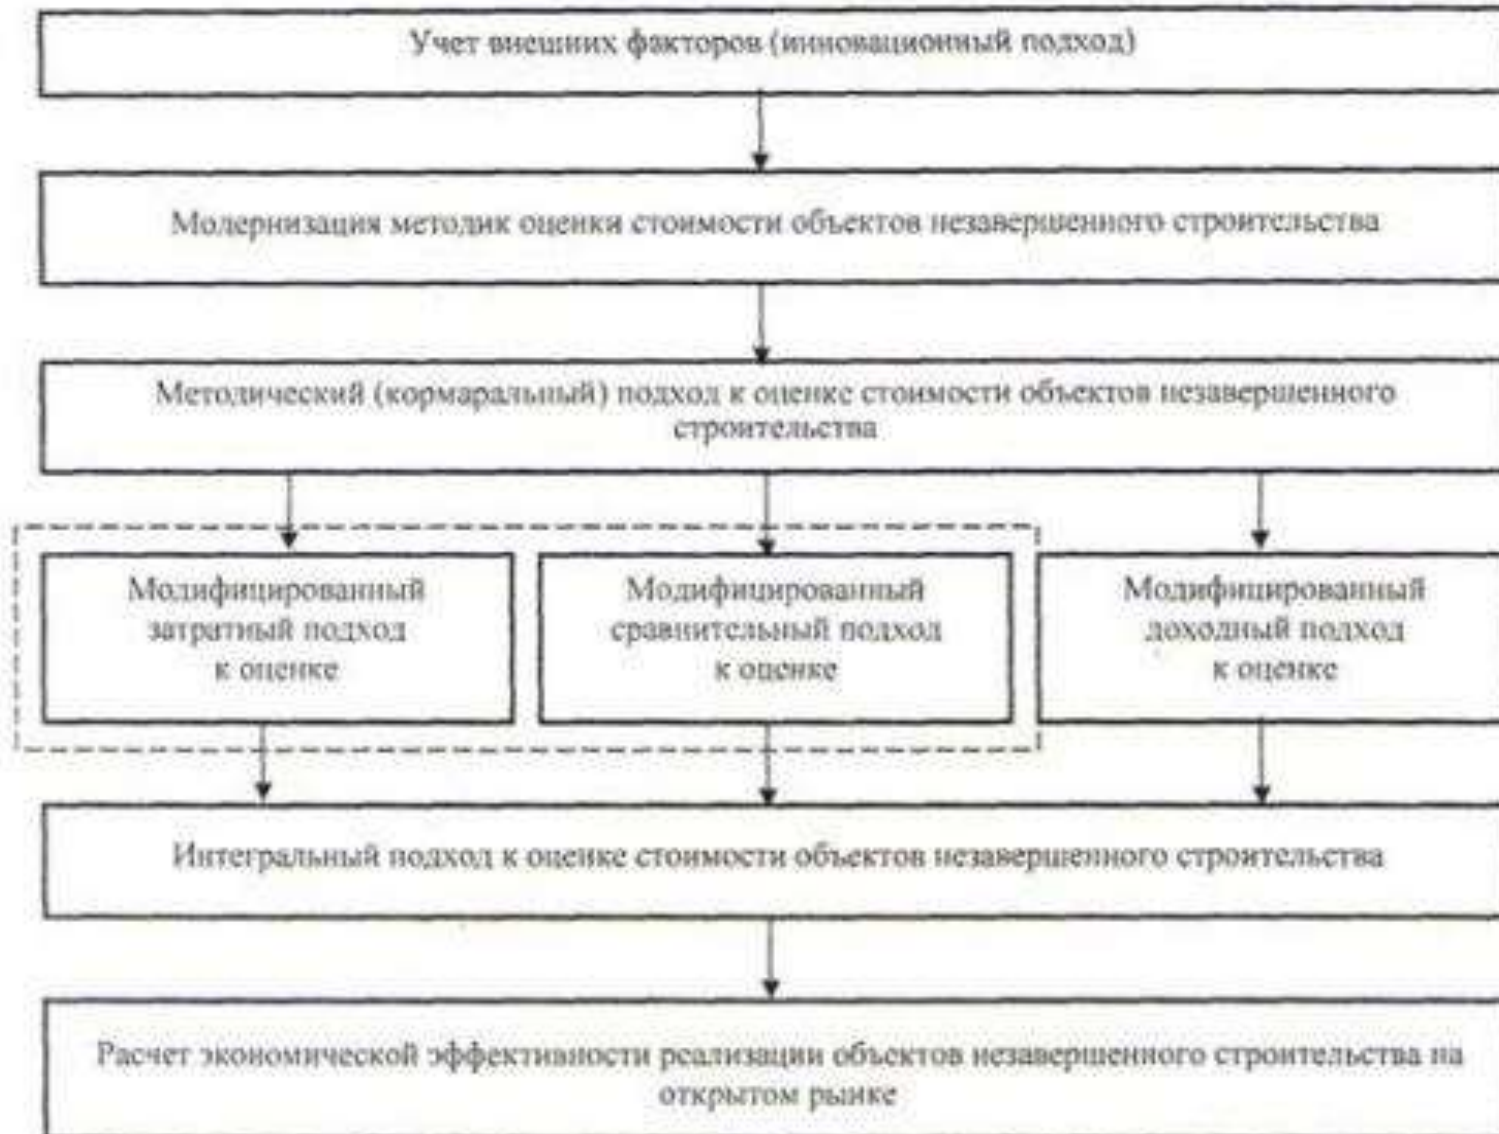 Учет внешних факторов (инновационный подход)
Модернизация методик оценки стоимости объектов незавершенного строительства
Методический (кормаральный) подход к оценке стоимости объектов незавершенного
строительства
Модифицированный
затратный подход
к оценке
Модифицированный
сравнительный подход
к оценке
Модифицированный
доходный подход
к оценке
Интегральный подход к оценке стоимости объектов незавершенного строительства
Расчет экономической эффективности реализации объектов незавершенного строительства на
открытом рынке